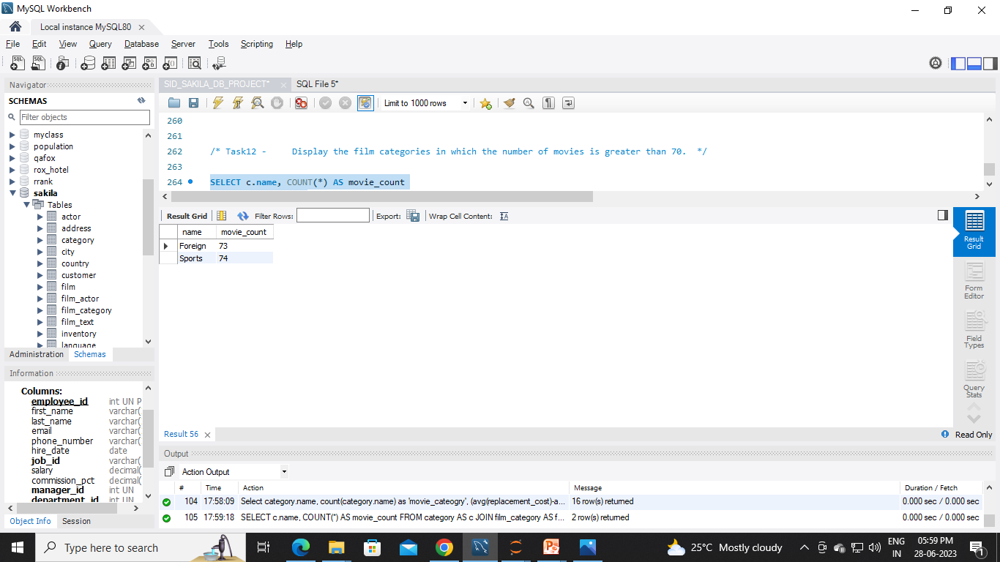 MySQL Workbench
Local instance MySQL80
File Edit View Query Database Server Tools Scripting Help
Navigator
SCHEMAS
Filter objects
myclass
population
qafox
rox_hotel
rrank
sakila
Tables
actor
address
category
city
country
customer
film
film_actor
film_category
film_text
inventory
language
Administration Schemas
Information
Columns:
employee_id int UN P
first_name varchar(
last_name varchar(
email varchar(
phone_number varchar(
hire_date date
job_id varchar(
salary decimal(
commission_pct decimal(
manager_id int UN
department_id int UN
Object Info Session
SID_SAKILA_DB_PROJECT* SQL File 5*
Limit to 1000 rows
260
261
262 /* Task12 - Display the film categories in which the number of movies is greater than 70. */
263
264 SELECT c.name, COUNT(*) AS movie_count
Result Grid Filter Rows: Export: Wrap Cell Content:
name movie_count
Foreign 73
Sports 74
Result Grid
Form Editor
Field Types
Query Stats
Result 56 Read Only
Output
Action Output
# Time Action Message Duration / Fetch
104 17:58:09 Select category.name, count(category.name) as 'movie_cateogry', (avg(replacement_cost)-a... 16 row(s) returned 0.000 sec / 0.000 sec
105 17:59:18 SELECT c.name, COUNT(*) AS movie_count FROM category AS c JOIN film_category AS f... 2 row(s) returned 0.000 sec / 0.000 sec
Type here to search
25°C Mostly cloudy
ENG
IN
05:59 PM
28-06-2023
1